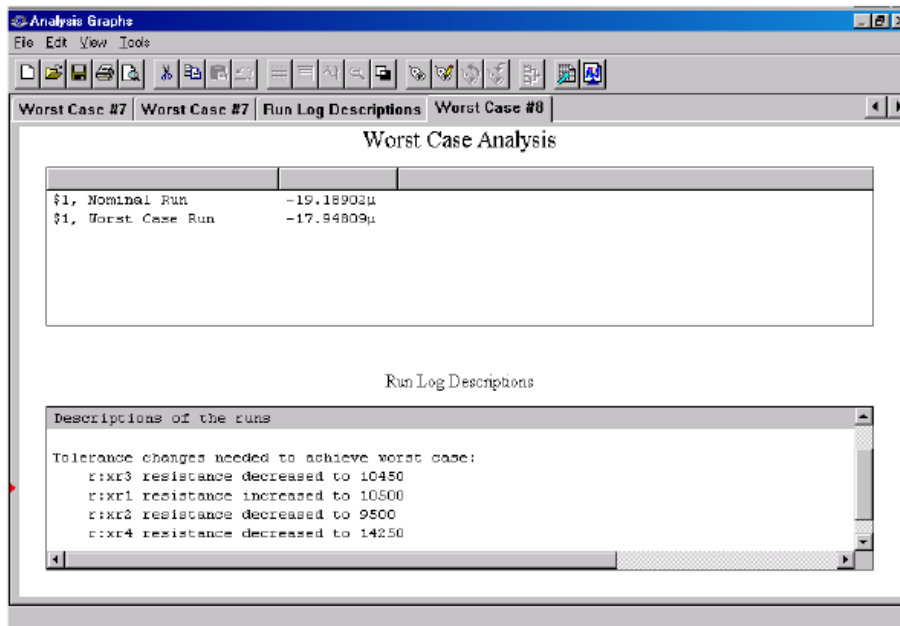 Analysis Graphs
File Edit View Tools
Worst Case #7 Worst Case #7 Run Log Descriptions Worst Case #8
Worst Case Analysis
$1, Nominal Run -19.18902µ
$1, Worst Case Run -17.94809µ
Run Log Descriptions
Descriptions of the runs
Tolerance changes needed to achieve worst case:
r:xr3 resistance decreased to 10450
r:xr1 resistance increased to 10500
r:xr2 resistance decreased to 9500
r:xr4 resistance decreased to 14250